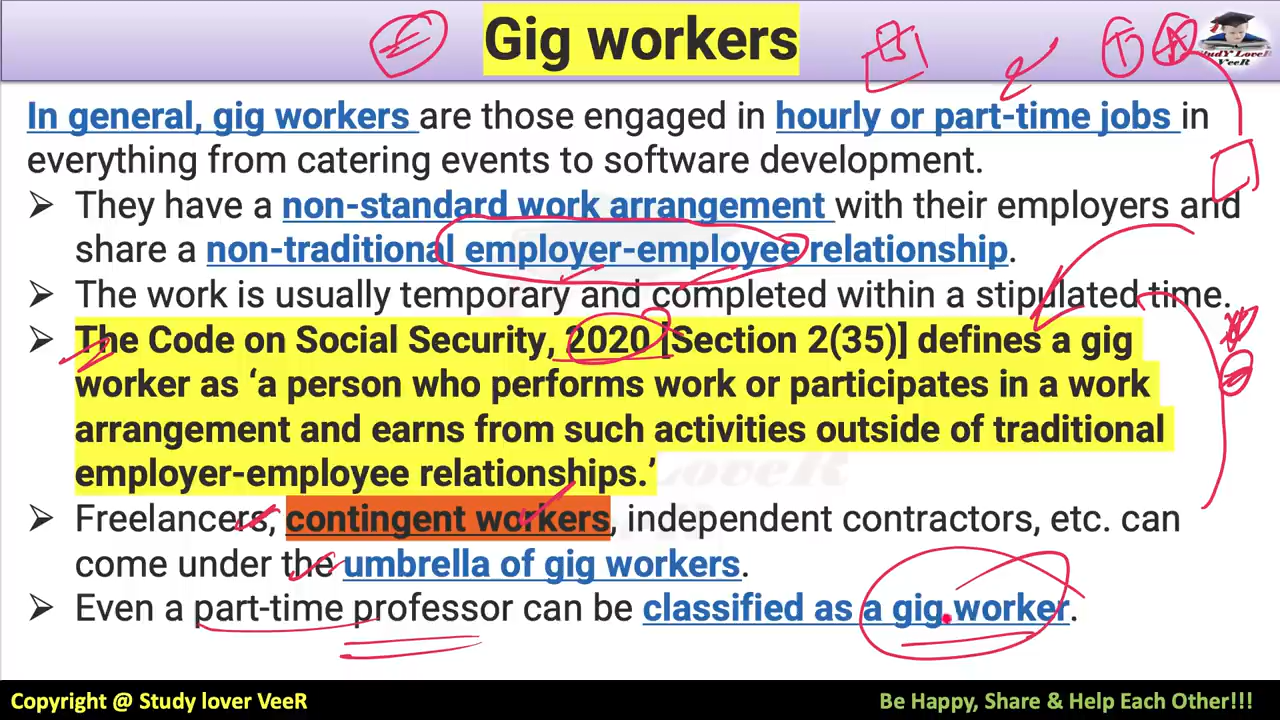 Gig workers
StudY LoveR
VeeR
In general, gig workers are those engaged in hourly or part-time jobs in
everything from catering events to software development.
➤ They have a non-standard work arrangement with their employers and
share a non-traditional employer-employee relationship.
➤ The work is usually temporary and completed within a stipulated time.
➤ The Code on Social Security, 2020 [Section 2(35)] defines a gig
worker as ‘a person who performs work or participates in a work
arrangement and earns from such activities outside of traditional
employer-employee relationships.’
➤ Freelancers, contingent workers, independent contractors, etc. can
come under the umbrella of gig workers.
➤ Even a part-time professor can be classified as a gig worker.
Copyright @ Study lover VeeR
Be Happy, Share & Help Each Other!!!